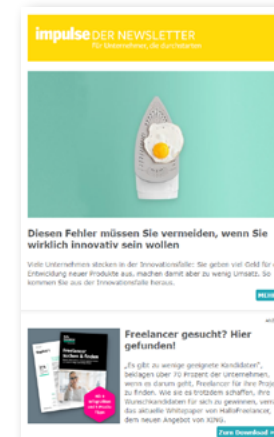 impulse DER NEWSLETTER
Für Unternehmer, die durchstarten
Diesen Fehler müssen Sie vermeiden, wenn Sie
wirklich innovativ sein wollen
Viele Unternehmen stecken in der Innovationsfalle: Sie geben viel Geld für
Entwicklung neuer Produkte aus, machen damit aber zu wenig Umsatz. So
kommen Sie aus der Innovationsfalle heraus.
Freelancer gesucht? Hier
gefunden!
Freelancer
suchen & finden
„Es gibt zu wenige geeignete Kandidaten“,
beklagen über 70 Prozent der Unternehmen,
wenn es darum geht, Freelancer für ihre
zu finden. Wie sie es trotzdem schaffen, ihre
Wunschkandidaten für sich zu gewinnen,
das aktuelle Whitepaper von HalloFreelancer,
dem neuen Angebot von XING.
Zum Download